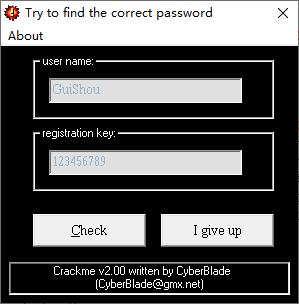 Try to find the correct password
About
user name:
GuiShou
registration key:
123456789
Check
I give up
Crackme v2.00 written by CyberBlade
(CyberBlade@gmx.net)